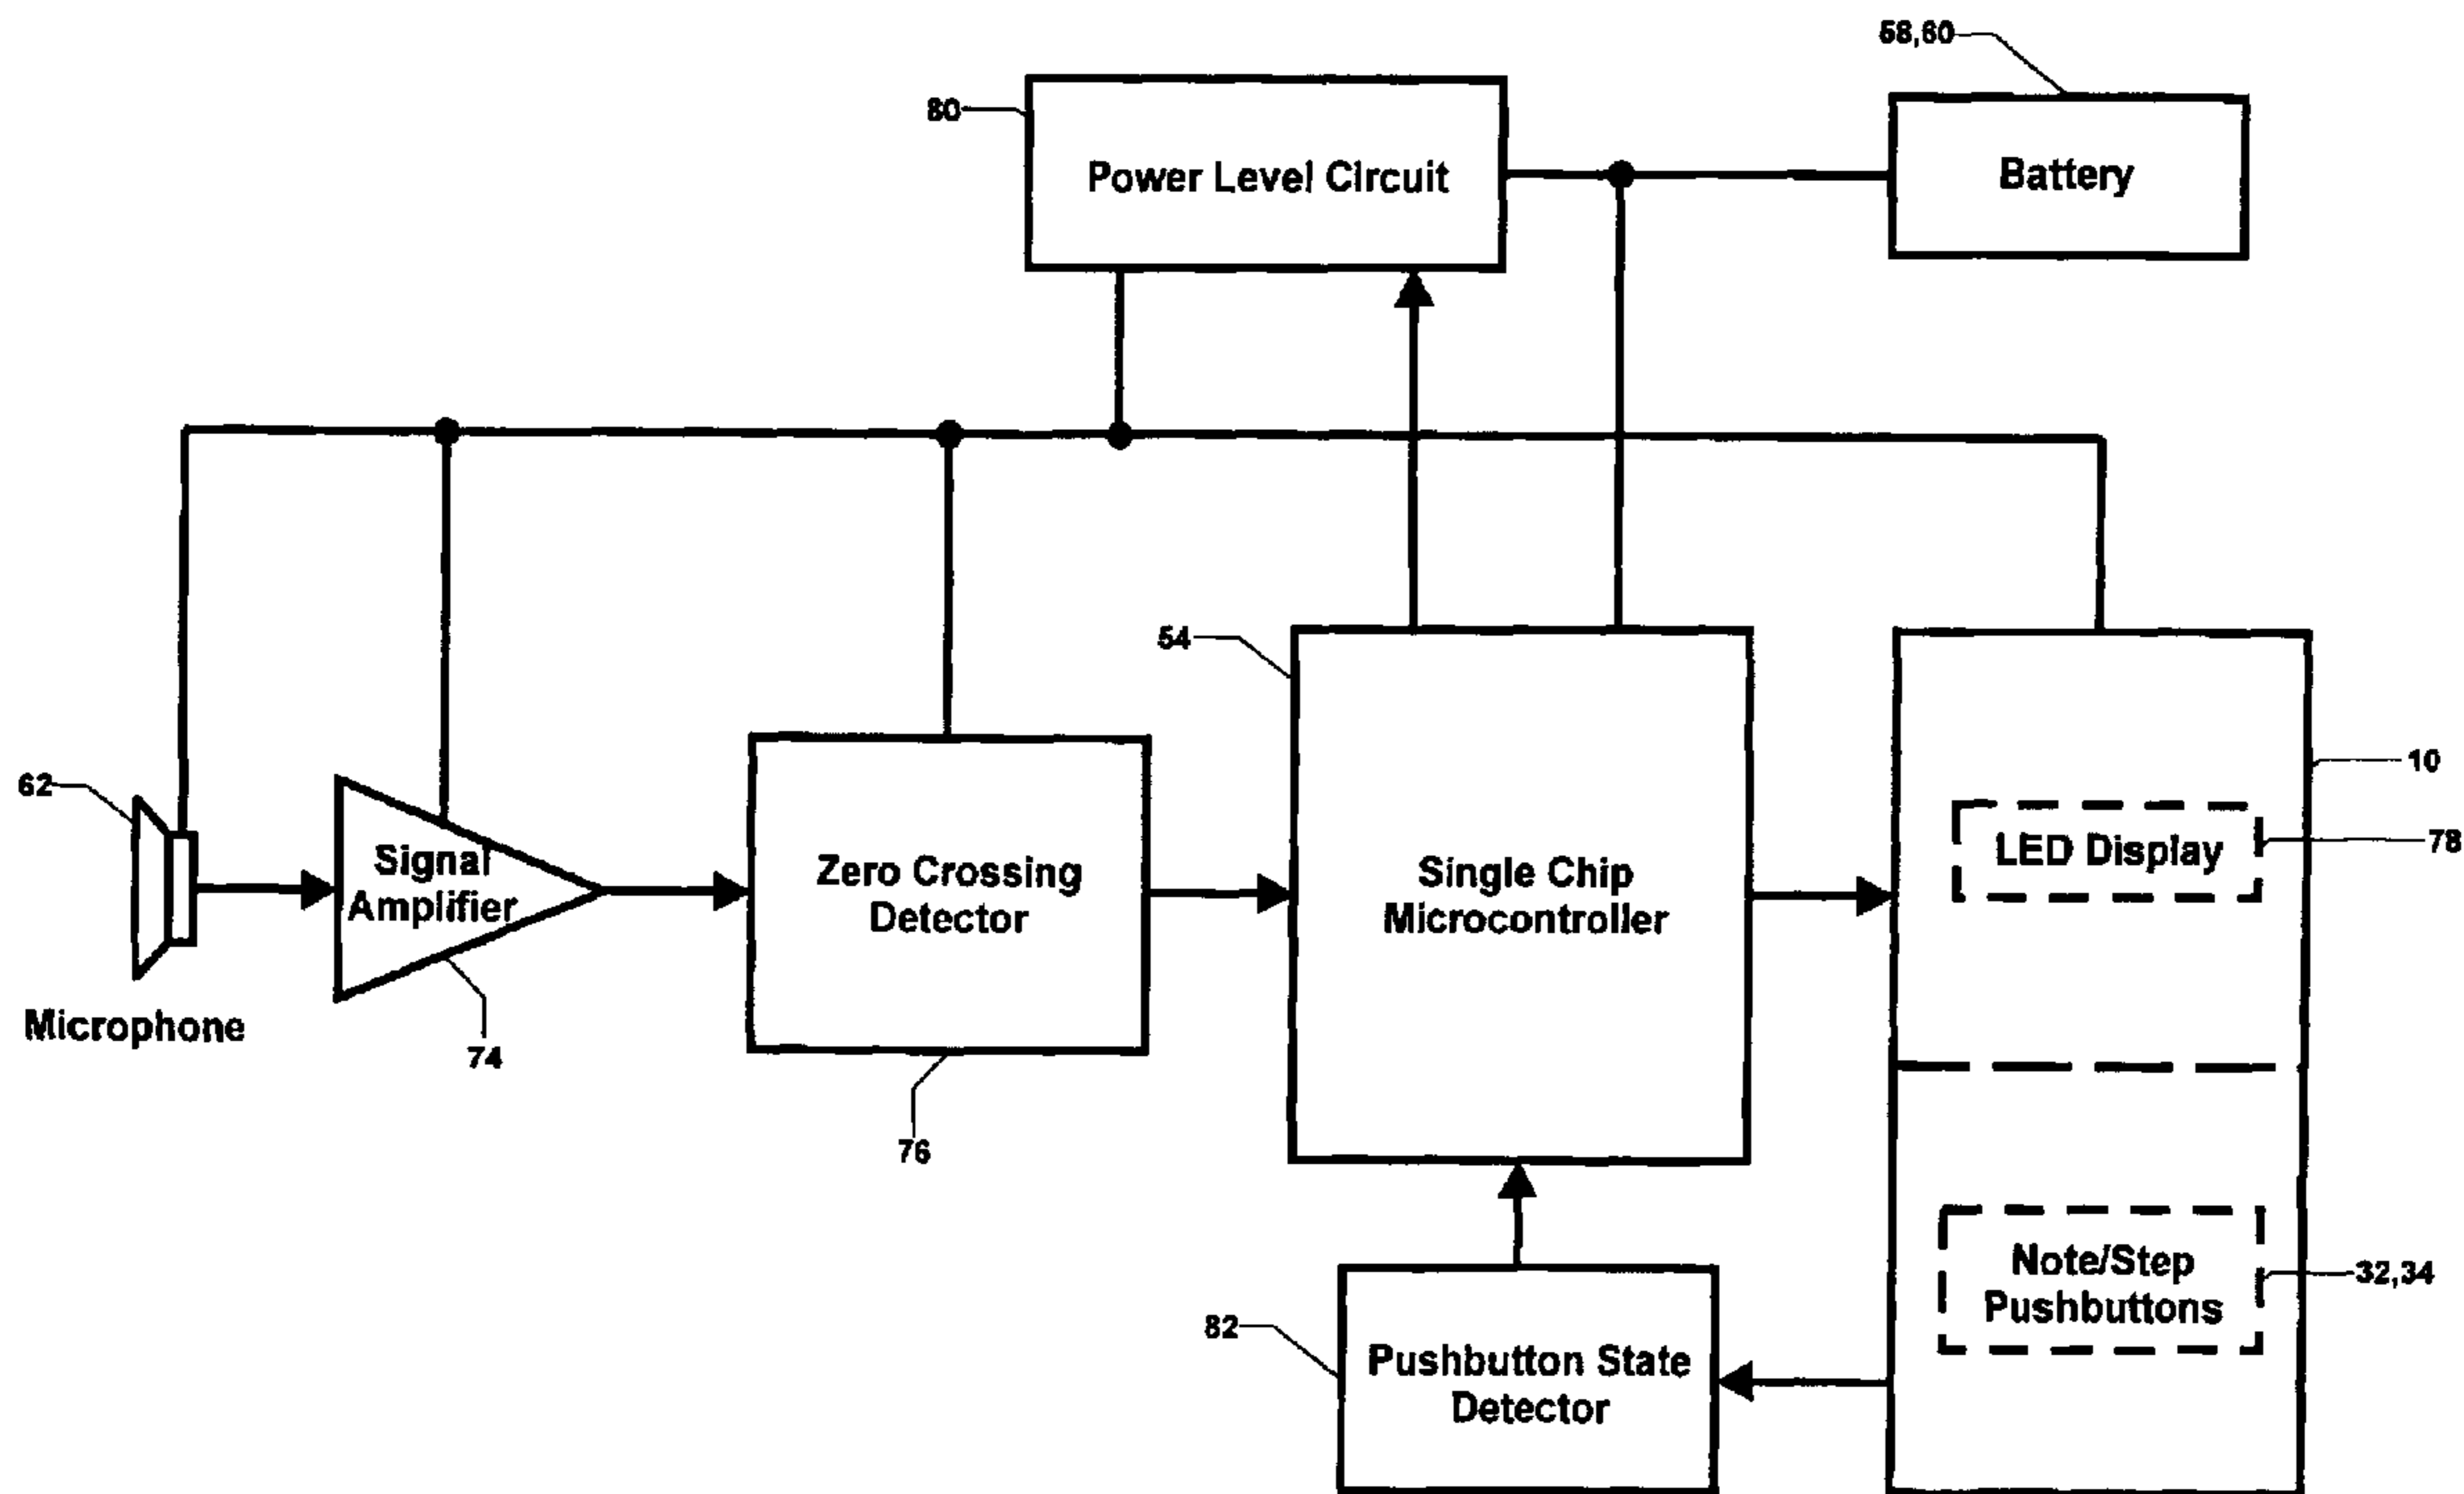 58,60
80
Power Level Circuit
Battery
54
62
10
Signal
Amplifier
Zero Crossing
Detector
Single Chip
Microcontroller
LED Display
78
Microphone
74
76
Note/Step
Pushbuttons
32,34
82
Pushbutton State
Detector